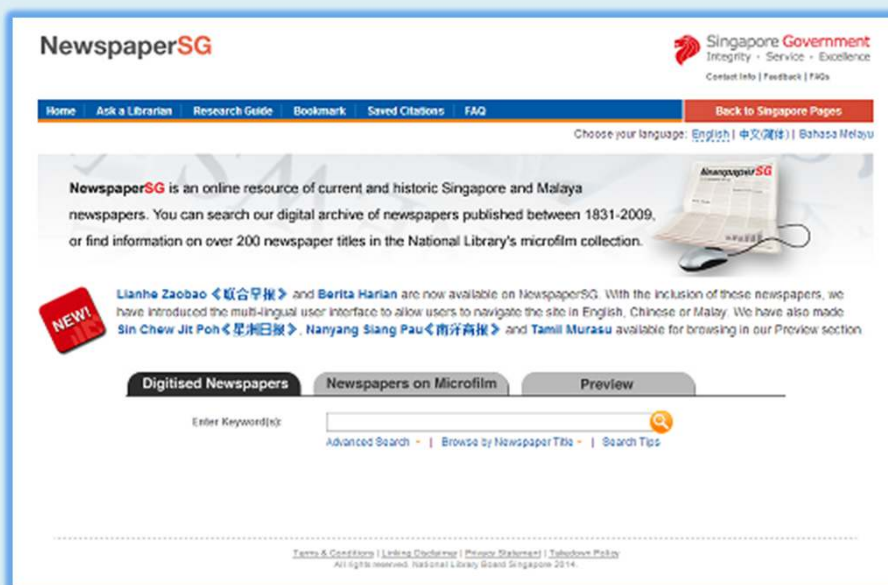 NewspaperSG
Singapore Government
Integrity · Service · Excellence
Contact Info | Feedback | FAQs
Home Ask a Librarian Research Guide Bookmark Saved Citations FAQ Back to Singapore Pages
Choose your language: English | 中文(简体) | Bahasa Melayu
NewspaperSG
NewspaperSG is an online resource of current and historic Singapore and Malaya
newspapers. You can search our digital archive of newspapers published between 1831-2009,
or find information on over 200 newspaper titles in the National Library's microfilm collection.
NEW!
Lianhe Zaobao《联合早报》 and Berita Harian are now available on NewspaperSG. With the inclusion of these newspapers, we
have introduced the multi-lingual user interface to allow users to navigate the site in English, Chinese or Malay. We have also made
Sin Chew Jit Poh《星洲日报》, Nanyang Siang Pau《南洋商报》 and Tamil Murasu available for browsing in our Preview section
Digitised Newspapers Newspapers on Microfilm Preview
Enter Keyword(s):
Advanced Search | Browse by Newspaper Title | Search Tips
Terms & Conditions | Linking Disclaimer | Privacy Statement | Takedown Policy
All rights reserved. National Library Board Singapore 2014.